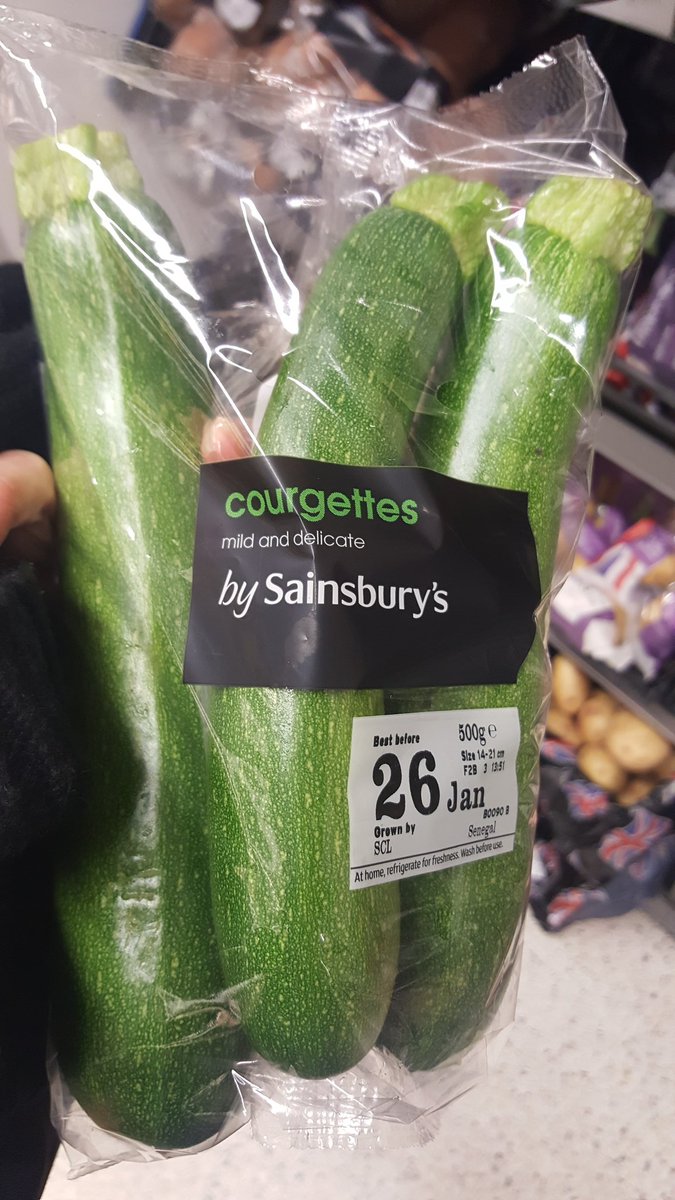 courgettes
mild and delicate
by Sainsbury's
Best before
26 Jan
500g e
Size 14-21 cm
F2B 3 13:51
B0090 B
Grown by
SCL
Senegal
At home, refrigerate for freshness. Wash before use.